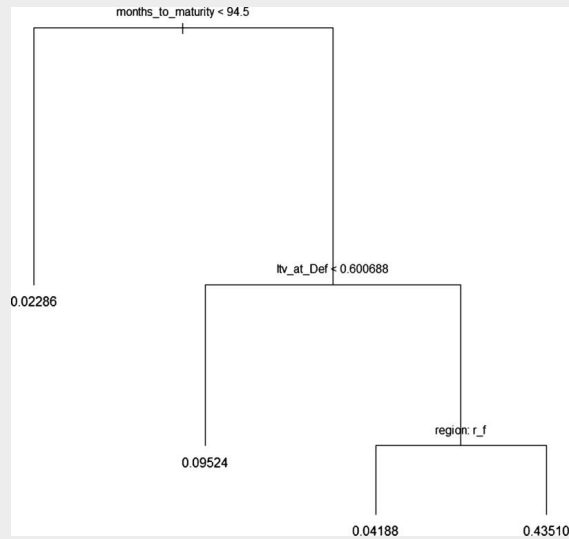 months_to_maturity < 94.5
ltv_at_Def < 0.600688
0.02286
region: r_f
0.09524
0.04188
0.43510